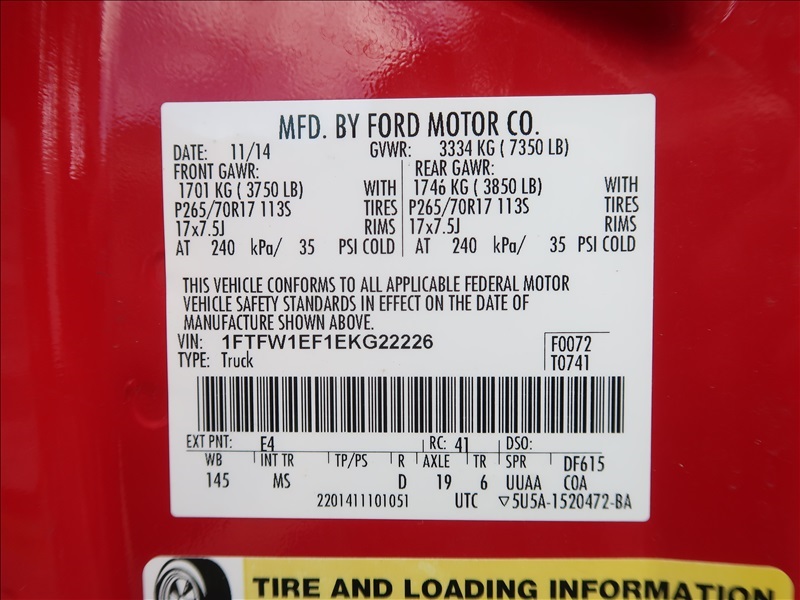 MFD. BY FORD MOTOR CO.
DATE: 11/14 GVWR: 3334 KG ( 7350 LB)
FRONT GAWR: REAR GAWR:
1701 KG ( 3750 LB) WITH 1746 KG ( 3850 LB) WITH
P265/70R17 113S TIRES P265/70R17 113S TIRES
17x7.5J RIMS 17x7.5J RIMS
AT 240 kPa/ 35 PSI COLD AT 240 kPa/ 35 PSI COLD
THIS VEHICLE CONFORMS TO ALL APPLICABLE FEDERAL MOTOR
VEHICLE SAFETY STANDARDS IN EFFECT ON THE DATE OF
MANUFACTURE SHOWN ABOVE.
VIN: 1FTFW1EF1EKG22226 F0072
TYPE: Truck T0741
EXT PNT: E4 RC: 41 DSO:
WB INT TR TP/PS R AXLE TR SPR DF615
145 MS D 19 6 UUAA COA
2201411101051 UTC ▽5U5A-1520472-BA
TIRE AND LOADING INFORMATION